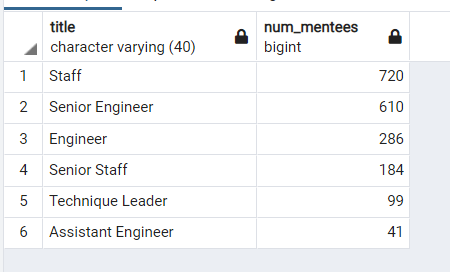 title num_mentees
character varying (40) bigint
1 Staff 720
2 Senior Engineer 610
3 Engineer 286
4 Senior Staff 184
5 Technique Leader 99
6 Assistant Engineer 41